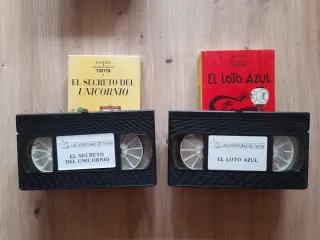 TINTIN
EL SECRETO DEL
UNICORNIO
EL LOTO AZUL
LAS AVENTURAS DE TINTIN
EL SECRETO
DEL UNICORNIO
LAS AVENTURAS DE TINTIN
EL LOTO AZUL